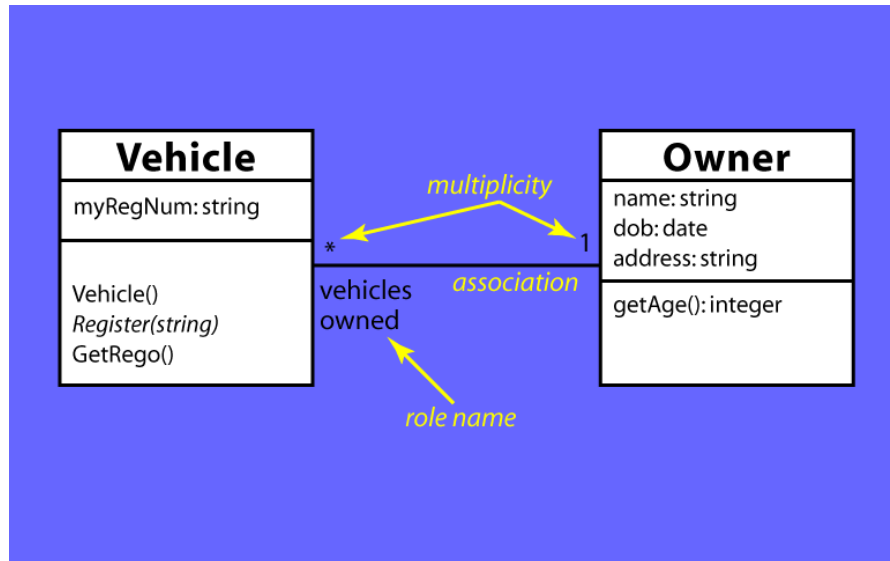 Vehicle
myRegNum: string
Vehicle()
Register(string)
GetRego()
multiplicity
*
1
association
vehicles
owned
role name
Owner
name: string
dob: date
address: string
getAge(): integer